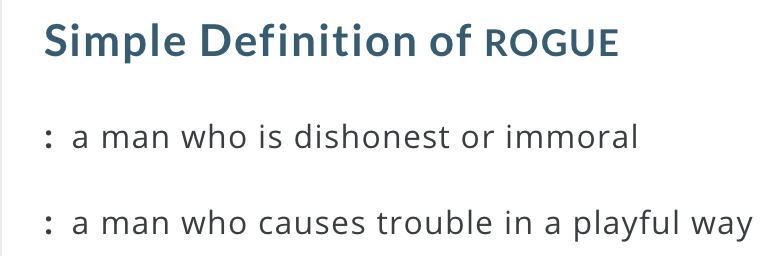 Simple Definition of ROGUE
: a man who is dishonest or immoral
: a man who causes trouble in a playful way